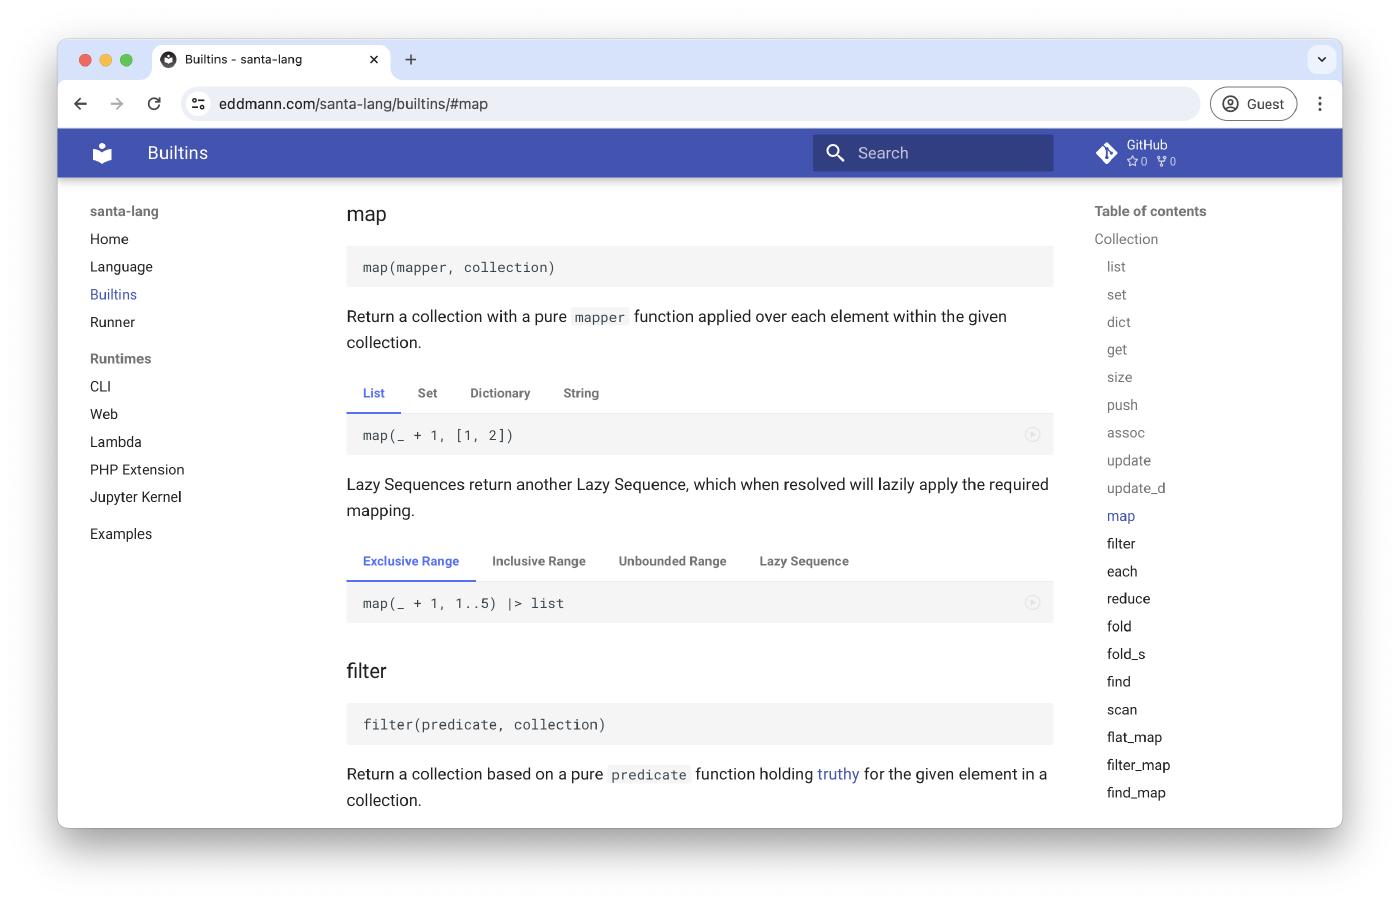 Builtins - santa-lang
eddmann.com/santa-lang/builtins/#map
Guest
Builtins
Search
GitHub
0 0
santa-lang
Home
Language
Builtins
Runner
Runtimes
CLI
Web
Lambda
PHP Extension
Jupyter Kernel
Examples
map
map(mapper, collection)
Return a collection with a pure mapper function applied over each element within the given
collection.
List Set Dictionary String
map(_ + 1, [1, 2])
Lazy Sequences return another Lazy Sequence, which when resolved will lazily apply the required
mapping.
Exclusive Range Inclusive Range Unbounded Range Lazy Sequence
map(_ + 1, 1..5) |> list
filter
filter(predicate, collection)
Return a collection based on a pure predicate function holding truthy for the given element in a
collection.
Table of contents
Collection
list
set
dict
get
size
push
assoc
update
update_d
map
filter
each
reduce
fold
fold_s
find
scan
flat_map
filter_map
find_map